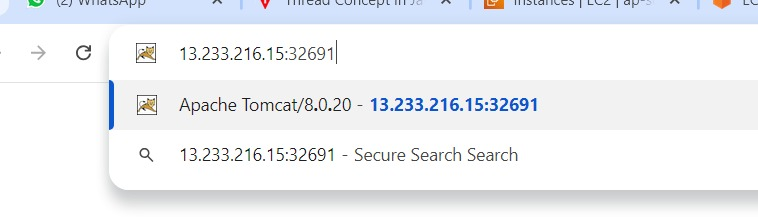 (2) WhatsApp
Thread Concept in Ja
Instances | EC2 | ap-s
13.233.216.15:32691
Apache Tomcat/8.0.20 - 13.233.216.15:32691
13.233.216.15:32691 - Secure Search Search